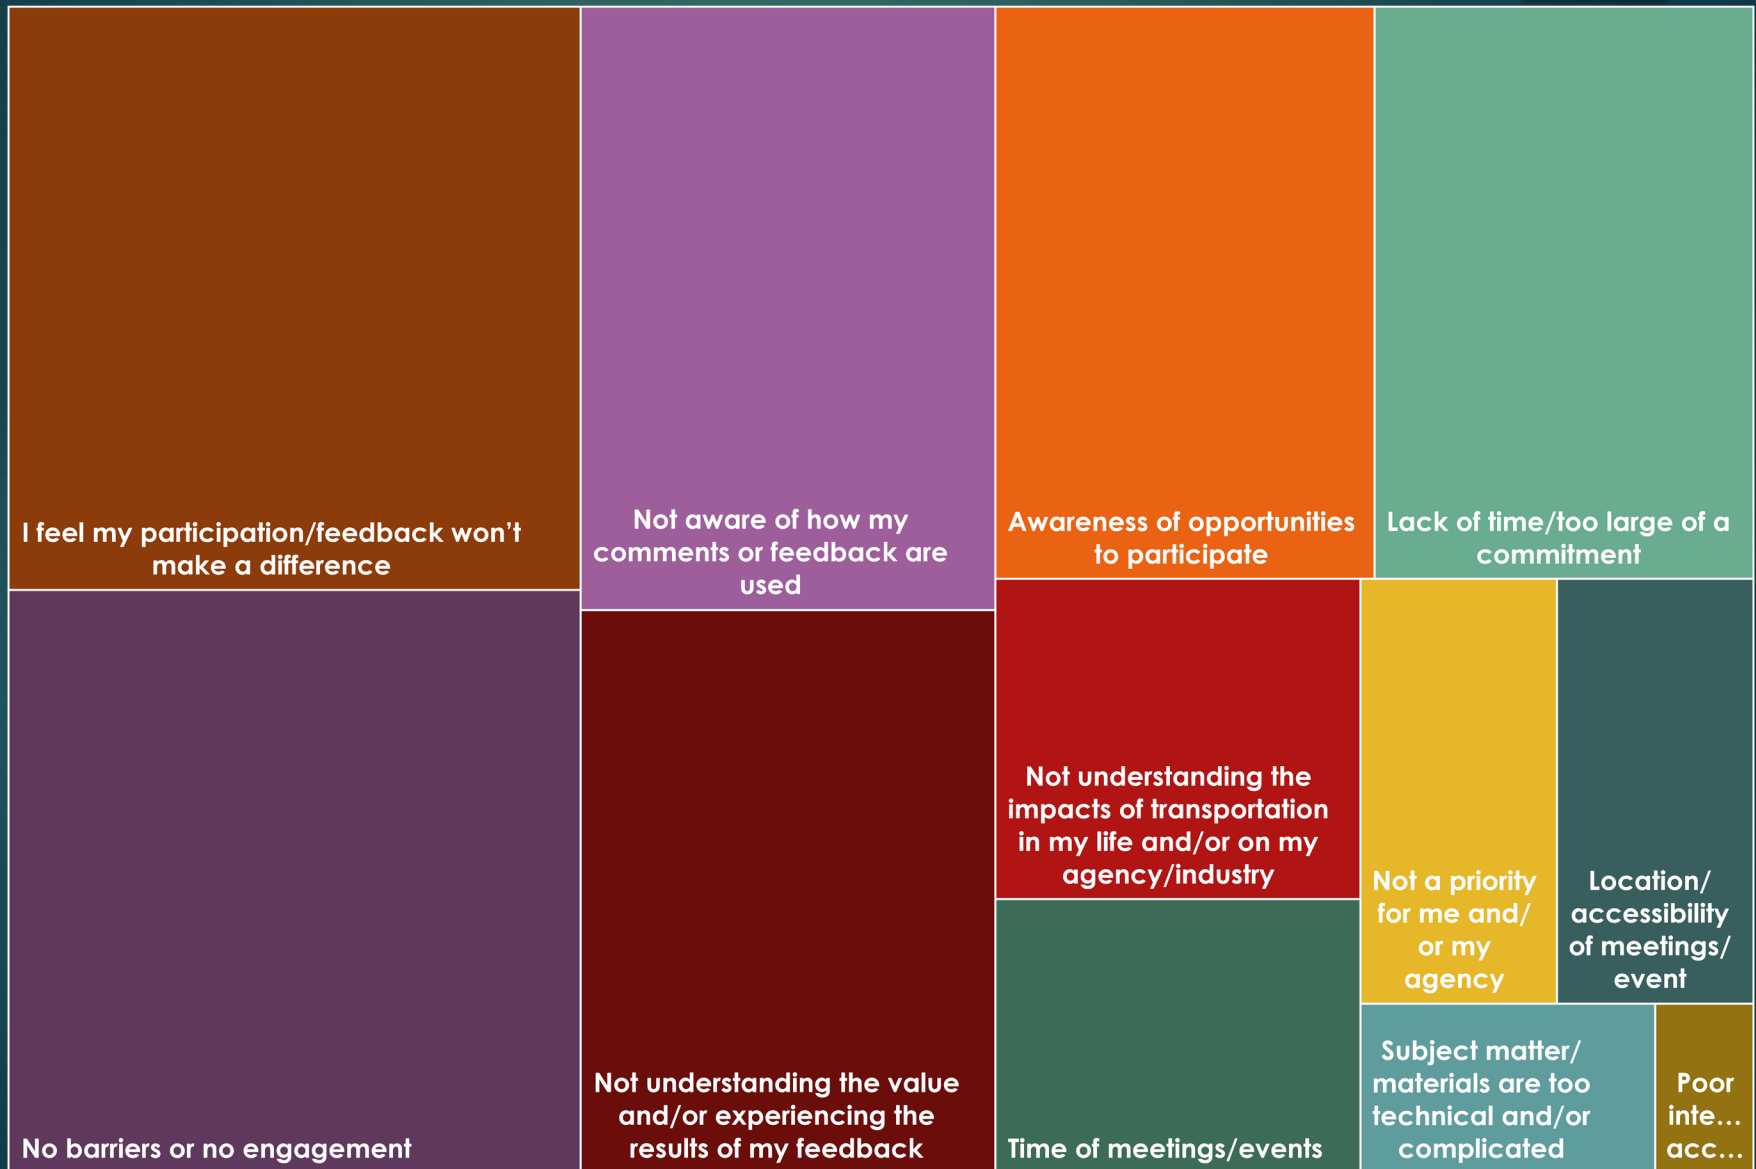 I feel my participation/feedback won’t
make a difference
Not aware of how my
comments or feedback are
used
Awareness of opportunities
to participate
Lack of time/too large of a
commitment
No barriers or no engagement
Not understanding the value
and/or experiencing the
results of my feedback
Not understanding the
impacts of transportation
in my life and/or on my
agency/industry
Time of meetings/events
Not a priority
for me and/
or my
agency
Location/
accessibility
of meetings/
event
Subject matter/
materials are too
technical and/or
complicated
Poor
inte...
acc...